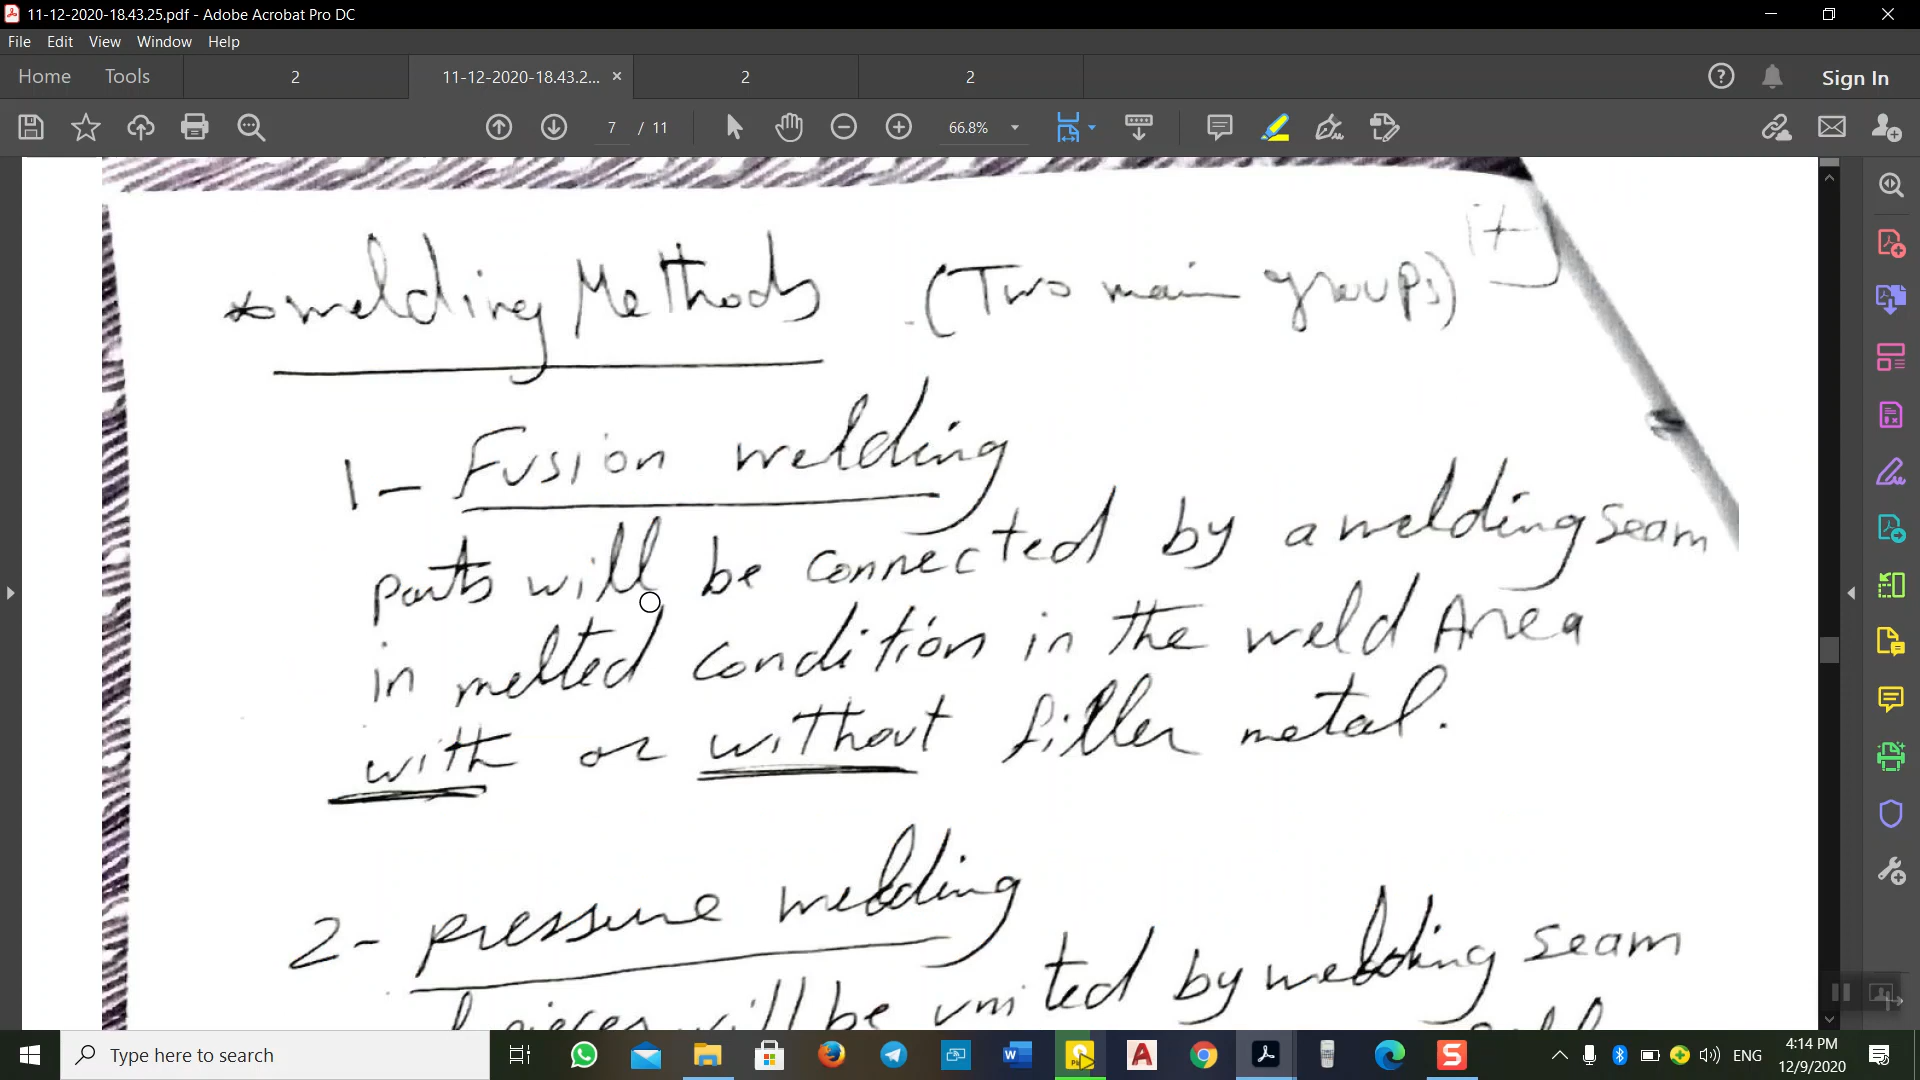 11-12-2020-18.43.25.pdf - Adobe Acrobat Pro DC
File Edit View Window Help
Home Tools 2 11-12-2020-18.43.2... × 2 2 Sign In
7 / 11 66.8%
welding Methods (Two main groups)
1- Fusion welding
parts will be connected by a welding seam
in melted condition in the weld Area
with or without filler metal.
2- pressure welding
pieces will be united by welding seam
Type here to search
ENG
4:14 PM
12/9/2020